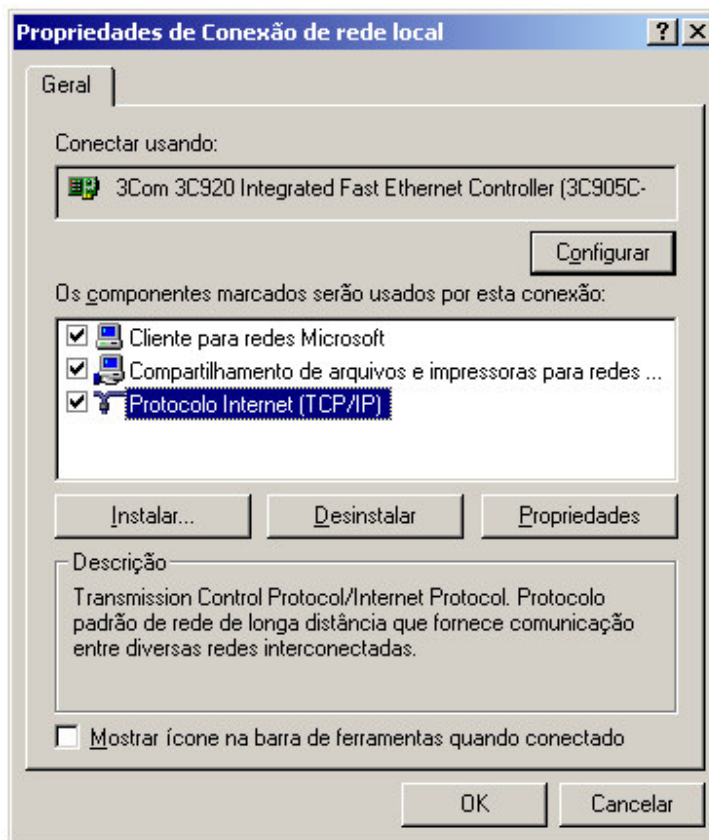 Propriedades de Conexão de rede local
Geral
Conectar usando:
3Com 3C920 Integrated Fast Ethernet Controller (3C905C-
Configurar
Os componentes marcados serão usados por esta conexão:
Cliente para redes Microsoft
Compartilhamento de arquivos e impressoras para redes ...
Protocolo Internet (TCP/IP)
Instalar... Desinstalar Propriedades
Descrição
Transmission Control Protocol/Internet Protocol. Protocolo
padrão de rede de longa distância que fornece comunicação
entre diversas redes interconectadas.
Mostrar ícone na barra de ferramentas quando conectado
OK Cancelar